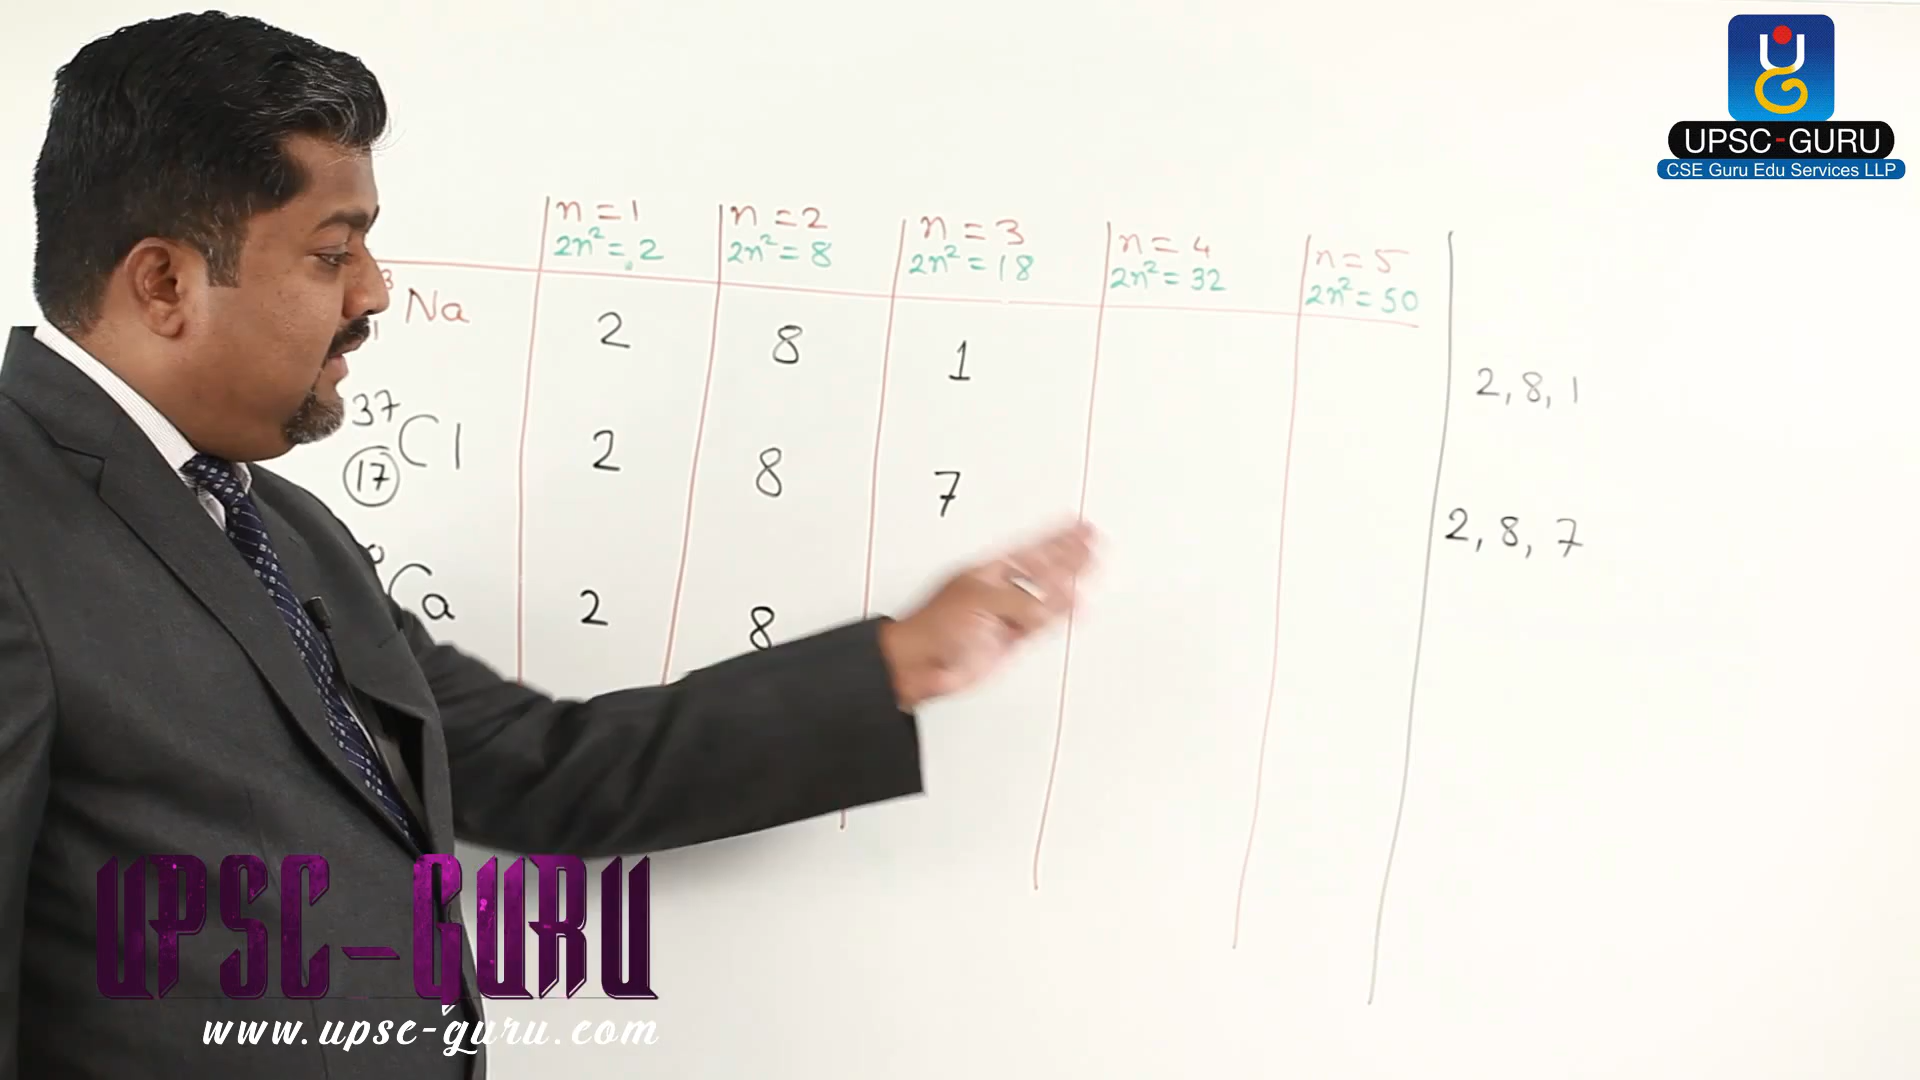 UPSC-GURU
CSE Guru Edu Services LLP
n=1 n=2 n=3 n=4 n=5
2n²=2 2n²=8 2n²=18 2n²=32 2n²=50
Na 2 8 1 2, 8, 1
37
17 Cl 2 8 7 2, 8, 7
Ca 2 8
UPSC-GURU
www.upsc-guru.com